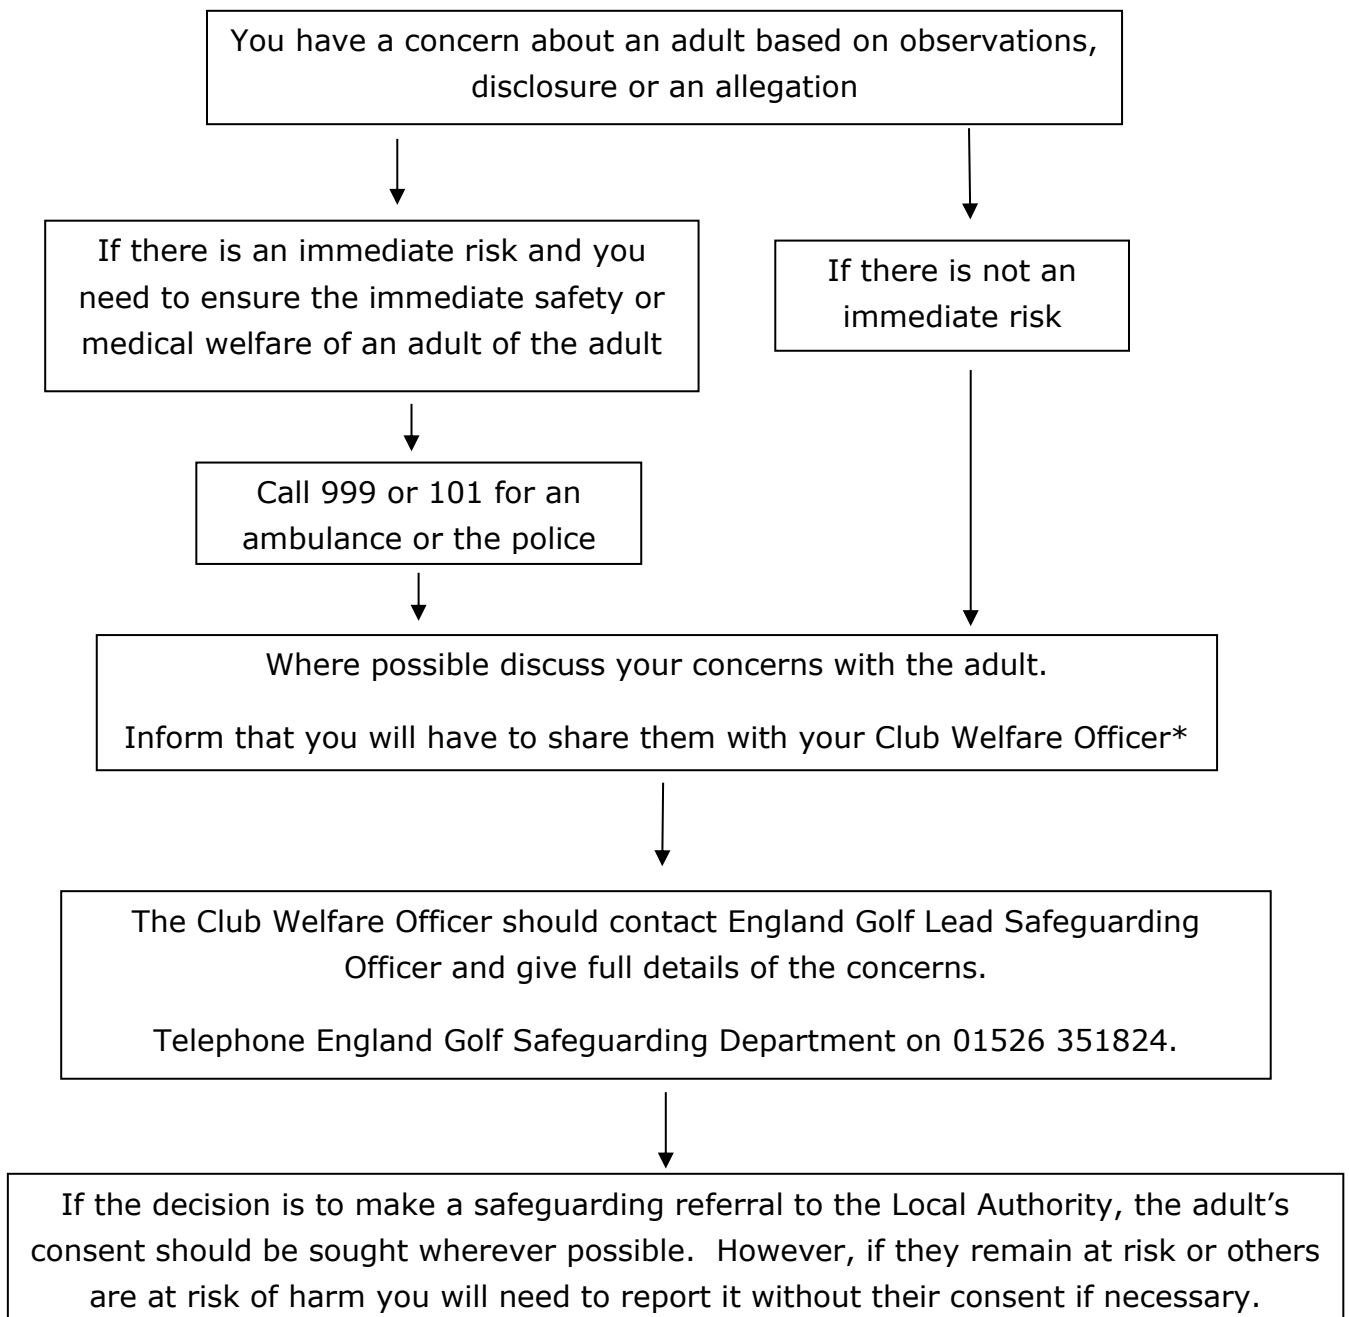 You have a concern about an adult based on observations,
disclosure or an allegation
If there is an immediate risk and you
need to ensure the immediate safety or
medical welfare of an adult of the adult
If there is not an
immediate risk
Call 999 or 101 for an
ambulance or the police
Where possible discuss your concerns with the adult.
Inform that you will have to share them with your Club Welfare Officer*
The Club Welfare Officer should contact England Golf Lead Safeguarding
Officer and give full details of the concerns.
Telephone England Golf Safeguarding Department on 01526 351824.
If the decision is to make a safeguarding referral to the Local Authority, the adult’s
consent should be sought wherever possible.  However, if they remain at risk or others
are at risk of harm you will need to report it without their consent if necessary.